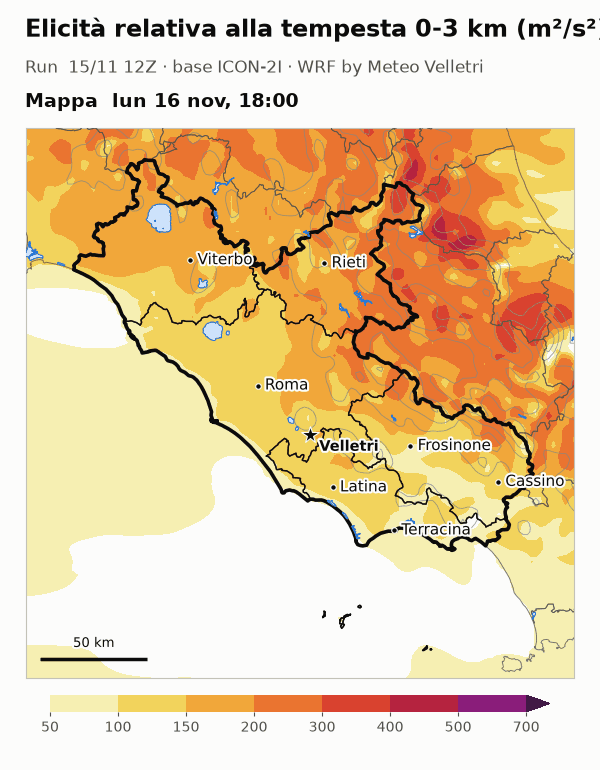 Elicità relativa alla tempesta 0-3 km (m²/s²)
Run  15/11 12Z · base ICON-2I · WRF by Meteo Velletri
Mappa  lun 16 nov, 18:00
Viterbo
Rieti
Roma
Velletri
Frosinone
Cassino
Latina
Terracina
50 km
50 100 150 200 300 400 500 700